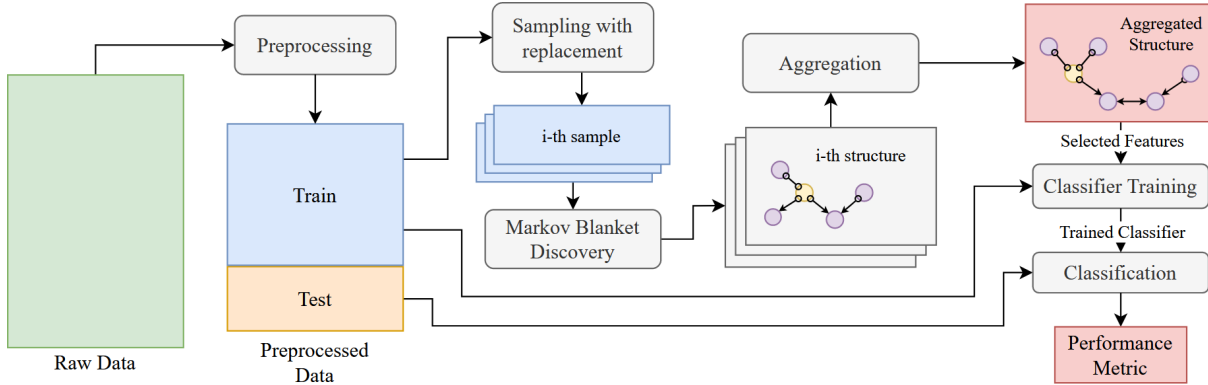 Preprocessing
Sampling with
replacement
Aggregated
Structure
Aggregation
i-th sample
i-th structure
Selected Features
Train
Classifier Training
Markov Blanket
Discovery
Trained Classifier
Classification
Test
Performance
Metric
Raw Data
Preprocessed
Data